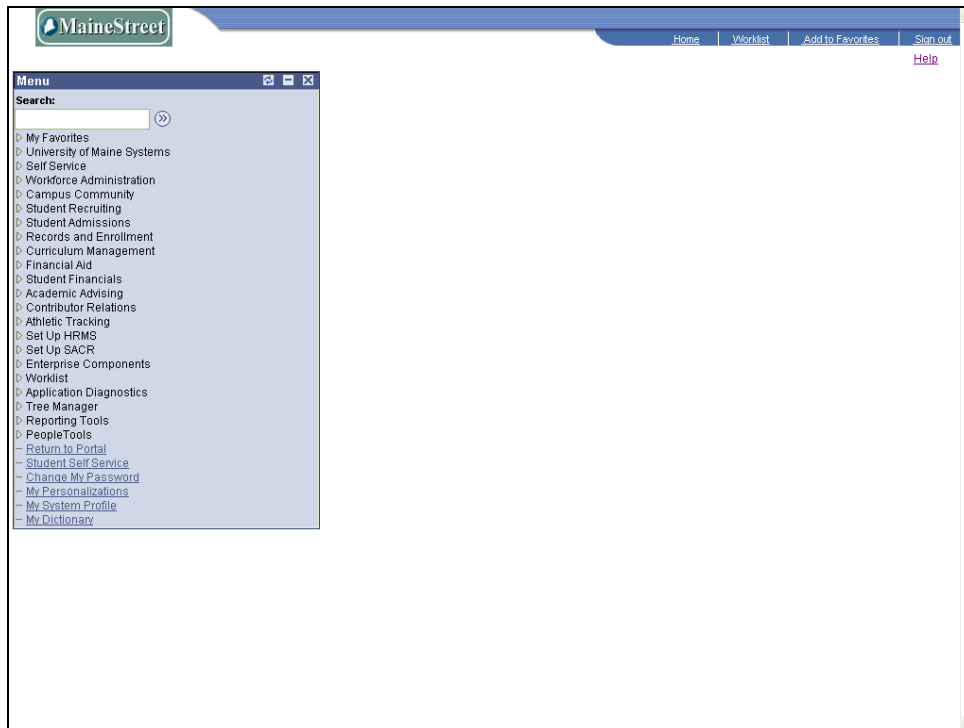 MaineStreet
Home Worklist Add to Favorites Sign out
Help
Menu
Search:
My Favorites
University of Maine Systems
Self Service
Workforce Administration
Campus Community
Student Recruiting
Student Admissions
Records and Enrollment
Curriculum Management
Financial Aid
Student Financials
Academic Advising
Contributor Relations
Athletic Tracking
Set Up HRMS
Set Up SACR
Enterprise Components
Worklist
Application Diagnostics
Tree Manager
Reporting Tools
PeopleTools
Return to Portal
Student Self Service
Change My Password
My Personalizations
My System Profile
My Dictionary